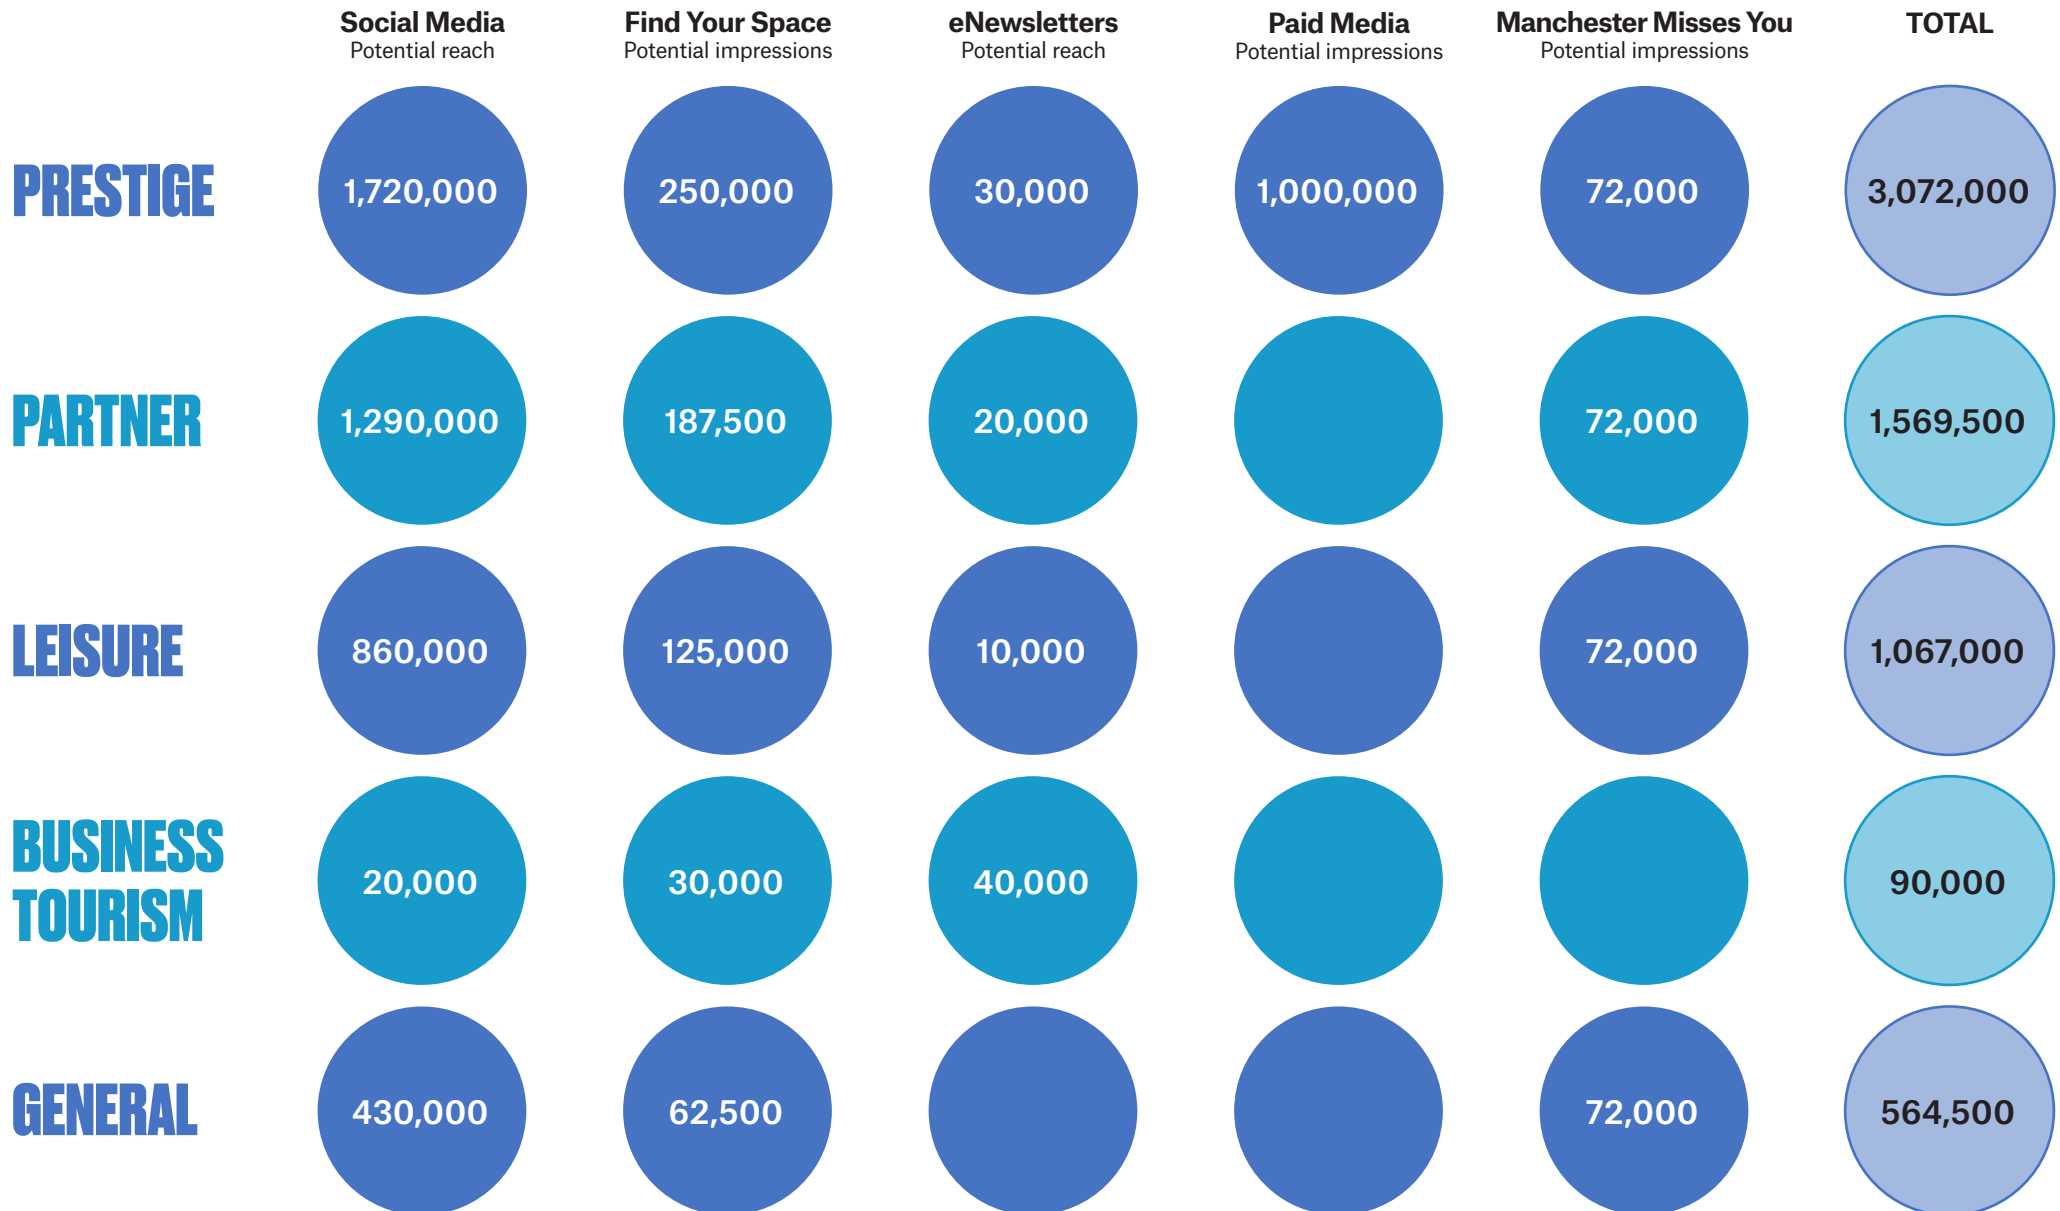 Social Media Find Your Space eNewsletters Paid Media Manchester Misses You TOTAL
Potential reach Potential impressions Potential reach Potential impressions Potential impressions
PRESTIGE 1,720,000 250,000 30,000 1,000,000 72,000 3,072,000
PARTNER 1,290,000 187,500 20,000 72,000 1,569,500
LEISURE 860,000 125,000 10,000 72,000 1,067,000
BUSINESS
TOURISM 20,000 30,000 40,000 90,000
GENERAL 430,000 62,500 72,000 564,500